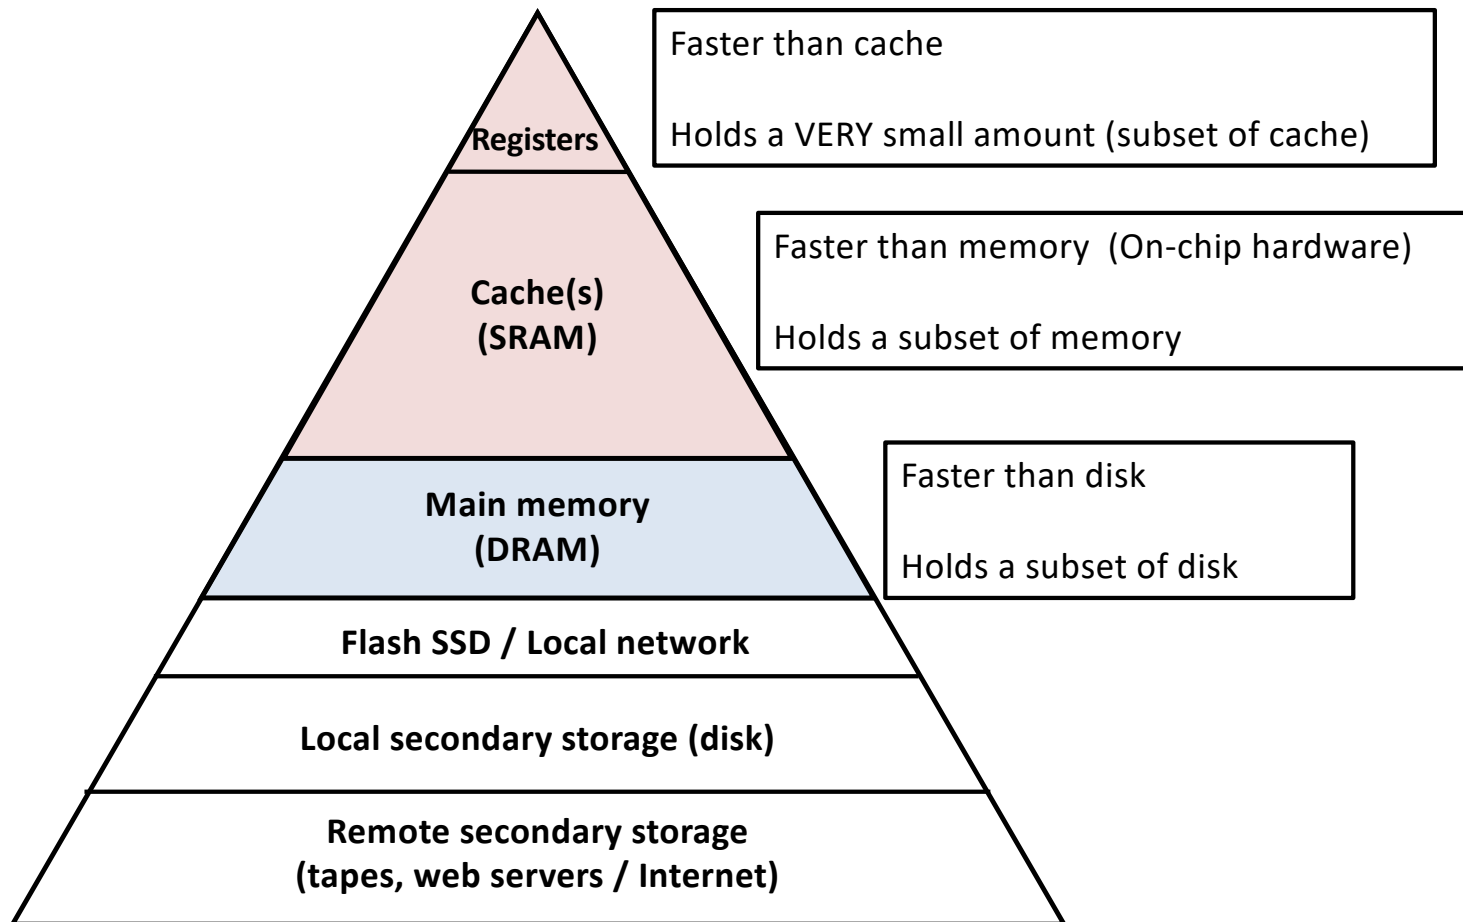 Faster than cache
Holds a VERY small amount (subset of cache)
Registers
Faster than memory  (On-chip hardware)
Holds a subset of memory
Cache(s)
(SRAM)
Faster than disk
Holds a subset of disk
Main memory
(DRAM)
Flash SSD / Local network
Local secondary storage (disk)
Remote secondary storage
(tapes, web servers / Internet)